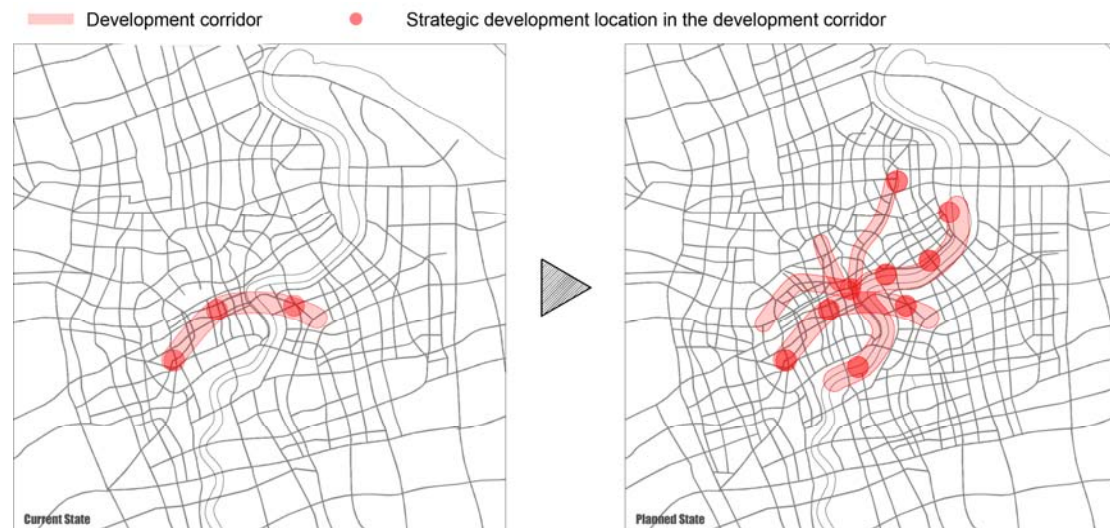 Development corridor
Strategic development location in the development corridor
Current State
Planned State